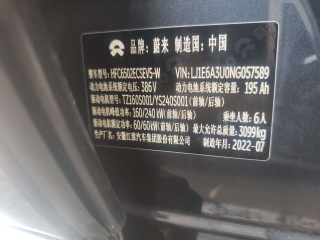 品牌: 蔚来 制造国: 中国
整车型号: HFC6502ECSEV5-W VIN: LJ1E6A3U0NG057589
动力电池系统额定电压: 386V 动力电池系统额定容量: 195Ah
驱动电机型号: TZ160S001/YS240S001 (前轴/后轴)
驱动电机峰值功率: 160/240 kW (前轴/后轴) 乘坐人数: 6人
驱动电机额定功率: 60/60 kW (前轴/后轴) 最大允许总质量: 3099kg
生产厂名: 安徽江淮汽车集团股份有限公司 制造年月: 2022-07